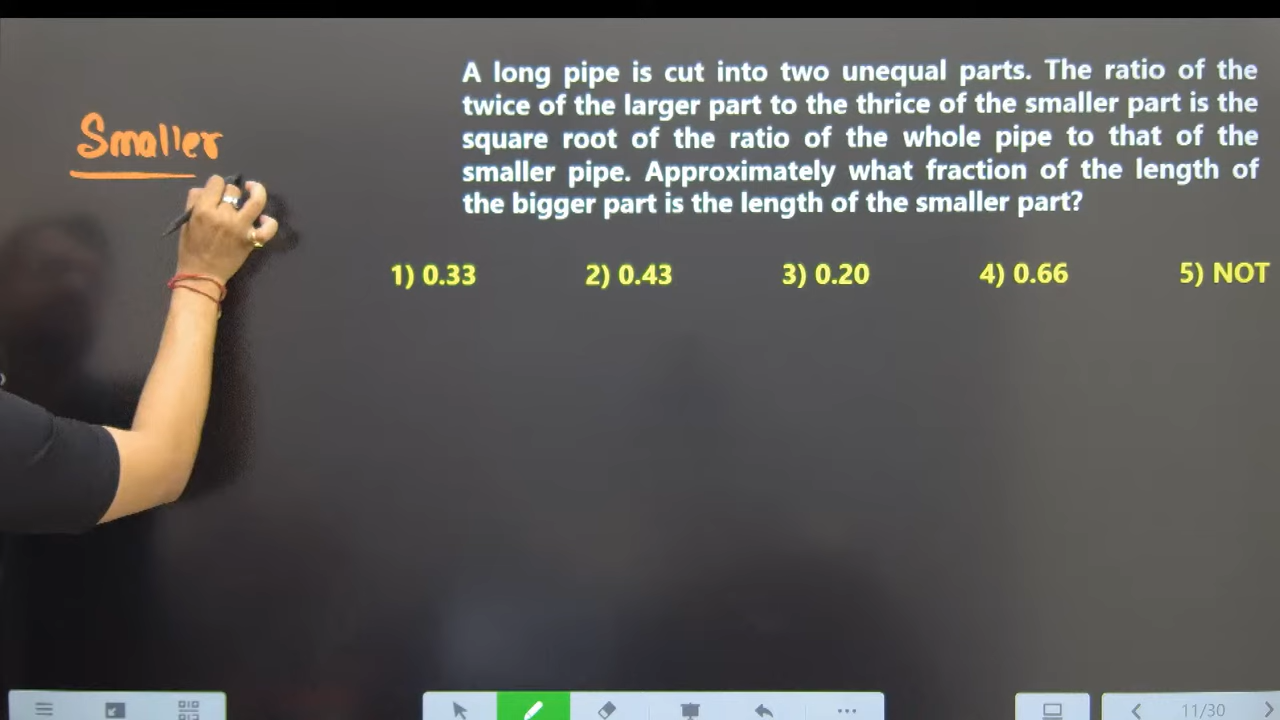 Smaller
A long pipe is cut into two unequal parts. The ratio of the
twice of the larger part to the thrice of the smaller part is the
square root of the ratio of the whole pipe to that of the
smaller pipe. Approximately what fraction of the length of
the bigger part is the length of the smaller part?
1) 0.33 2) 0.43 3) 0.20 4) 0.66 5) NOT
11/30